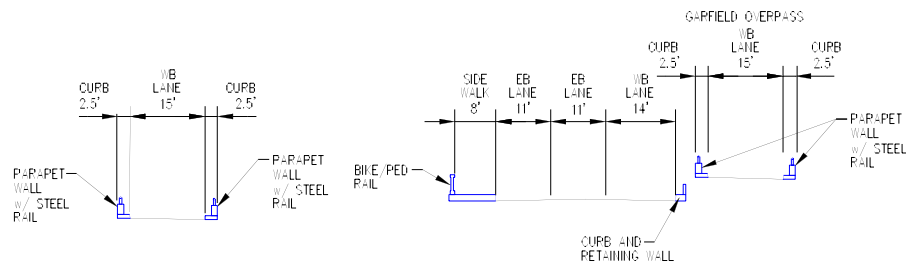 CURB
2.5'
WB
LANE
15'
CURB
2.5'
PARAPET
WALL
w/ STEEL
RAIL
PARAPET
WALL
w/ STEEL
RAIL
GARFIELD OVERPASS
CURB
2.5'
WB
LANE
15'
CURB
2.5'
SIDE
WALK
8'
EB
LANE
11'
EB
LANE
11'
WB
LANE
14'
PARAPET
WALL
w/ STEEL
RAIL
BIKE/PED
RAIL
CURB AND
RETAINING WALL